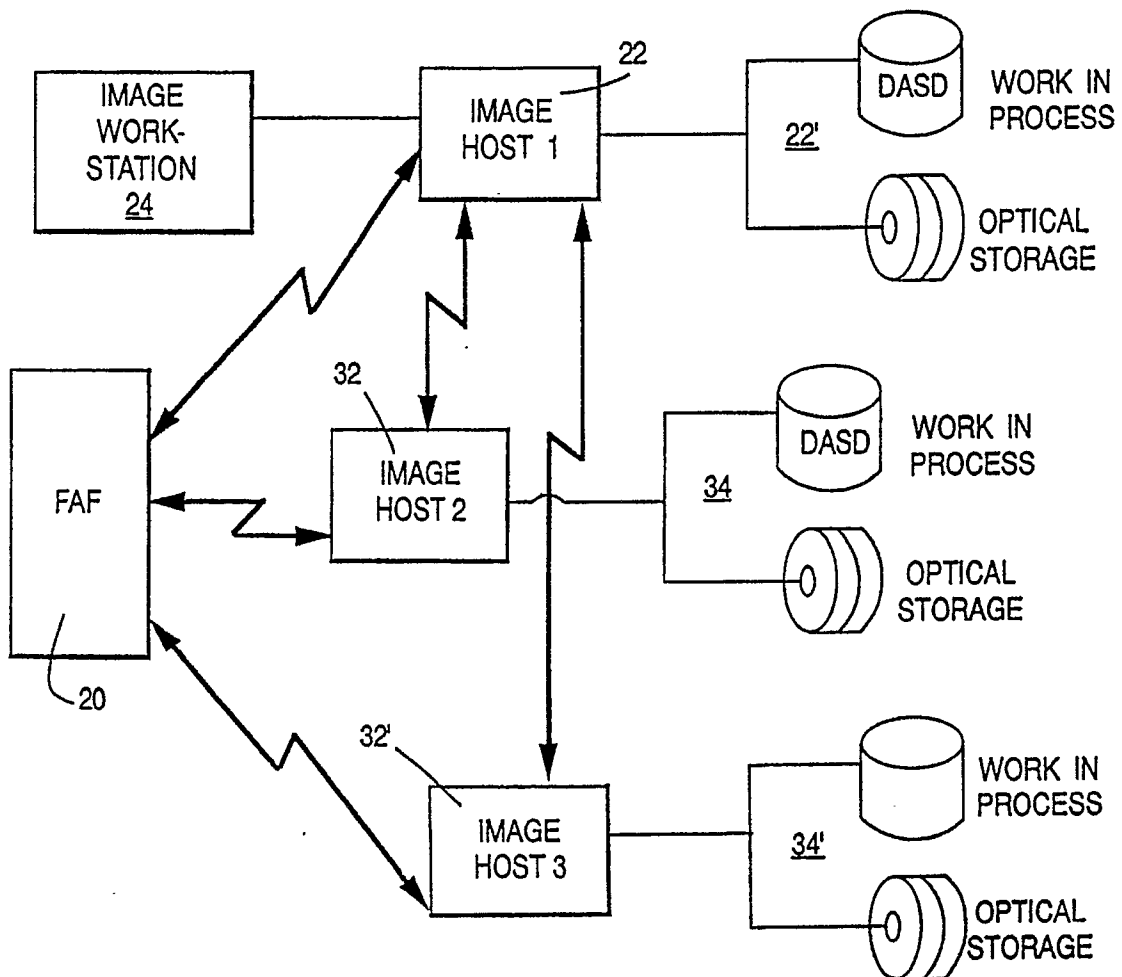 IMAGE
WORK-
STATION
24
22
IMAGE
HOST 1
22'
DASD
WORK IN
PROCESS
OPTICAL
STORAGE
FAF
20
32
IMAGE
HOST 2
34
DASD
WORK IN
PROCESS
OPTICAL
STORAGE
32'
IMAGE
HOST 3
34'
WORK IN
PROCESS
OPTICAL
STORAGE